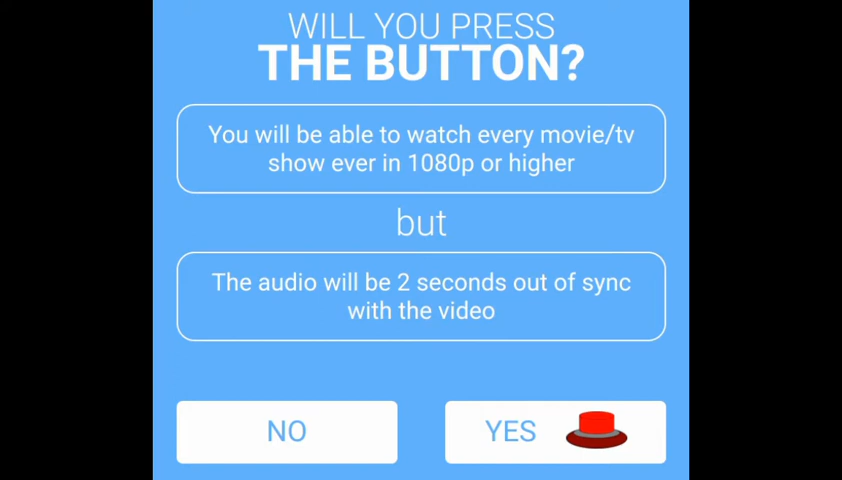 WILL YOU PRESS
THE BUTTON?
You will be able to watch every movie/tv
show ever in 1080p or higher
but
The audio will be 2 seconds out of sync
with the video
NO
YES